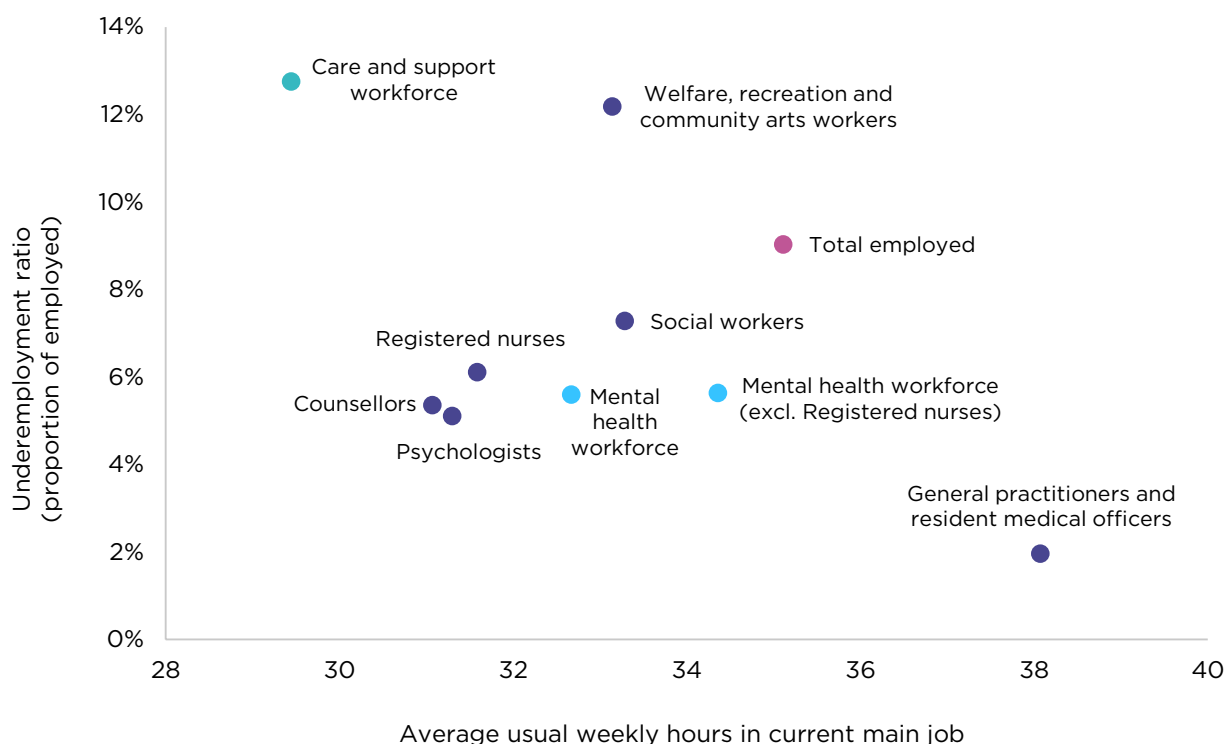 14%
12%
10%
8%
6%
4%
2%
0%
Underemployment ratio
(proportion of employed)
Care and support
workforce
Welfare, recreation and
community arts workers
Total employed
Social workers
Registered nurses
Counsellors
Psychologists
Mental
health
workforce
Mental health workforce
(excl. Registered nurses)
General practitioners and
resident medical officers
28 30 32 34 36 38 40
Average usual weekly hours in current main job